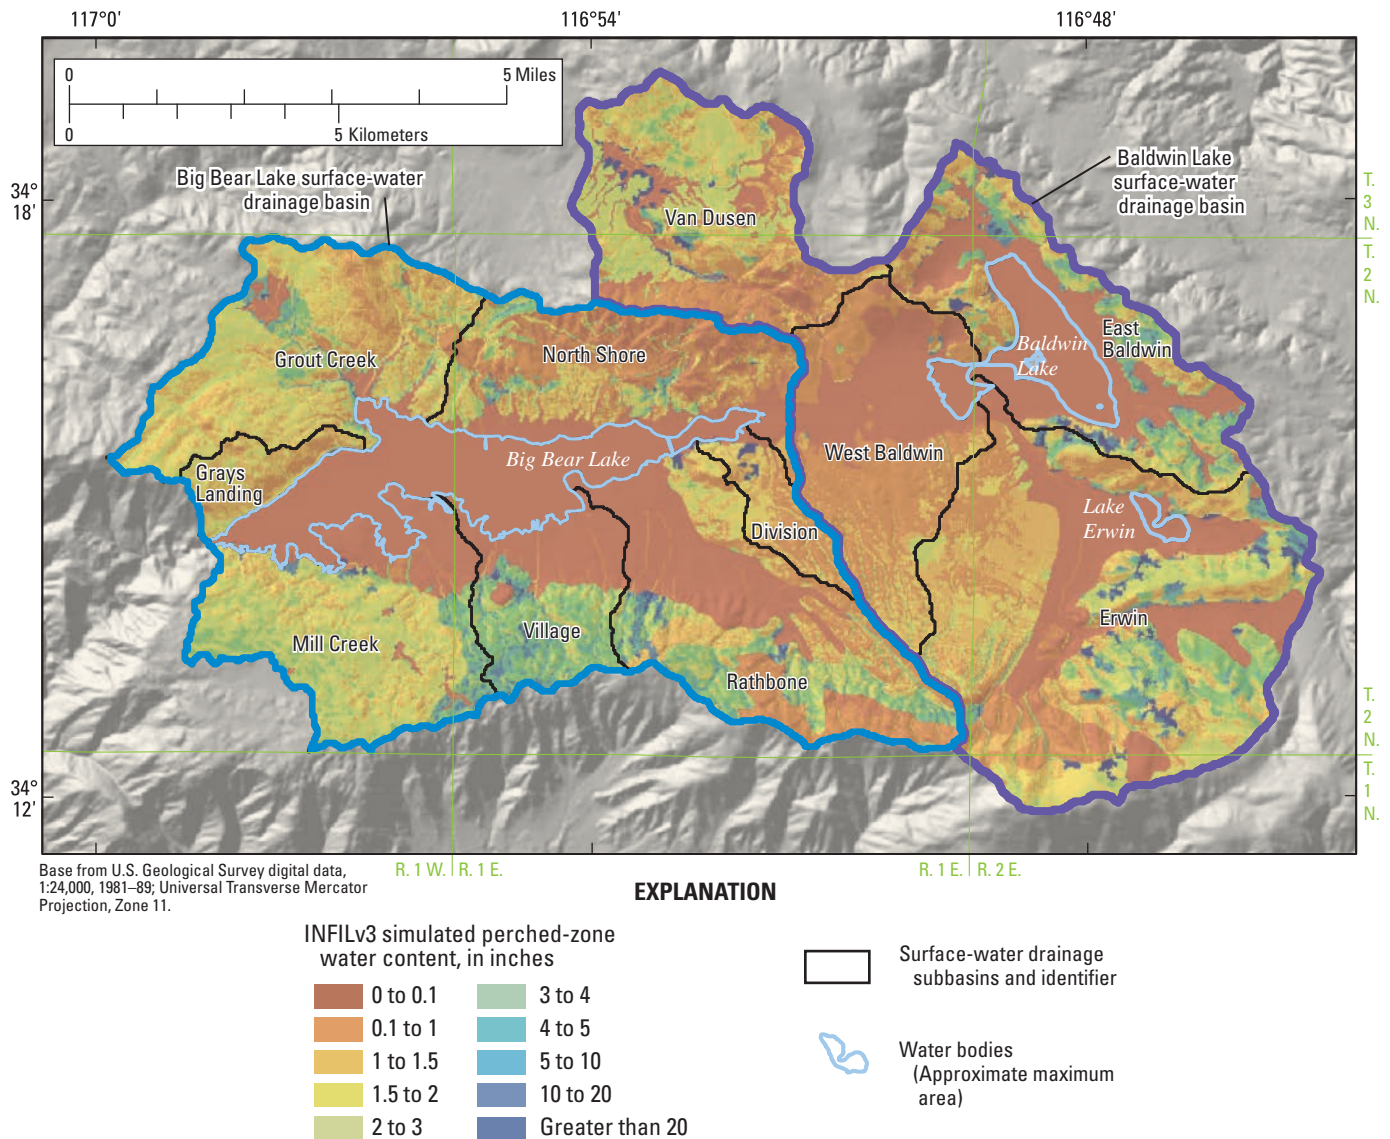 117°0'
116°54'
116°48'
0
5 Miles
0
5 Kilometers
Big Bear Lake surface-water
drainage basin
Baldwin Lake
surface-water
drainage basin
34°
18'
T.
3
N.
T.
2
N.
Van Dusen
Grout Creek
North Shore
East
Baldwin
Baldwin
Lake
Grays
Landing
Big Bear Lake
West Baldwin
Lake
Erwin
Division
Erwin
Mill Creek
Village
Rathbone
T.
2
N.
T.
1
N.
34°
12'
Base from U.S. Geological Survey digital data,
1:24,000, 1981–89; Universal Transverse Mercator
Projection, Zone 11.
R. 1 W.
R. 1 E.
R. 1 E.
R. 2 E.
EXPLANATION
INFILv3 simulated perched-zone
water content, in inches
0 to 0.1
0.1 to 1
1 to 1.5
1.5 to 2
2 to 3
3 to 4
4 to 5
5 to 10
10 to 20
Greater than 20
Surface-water drainage
subbasins and identifier
Water bodies
(Approximate maximum
area)